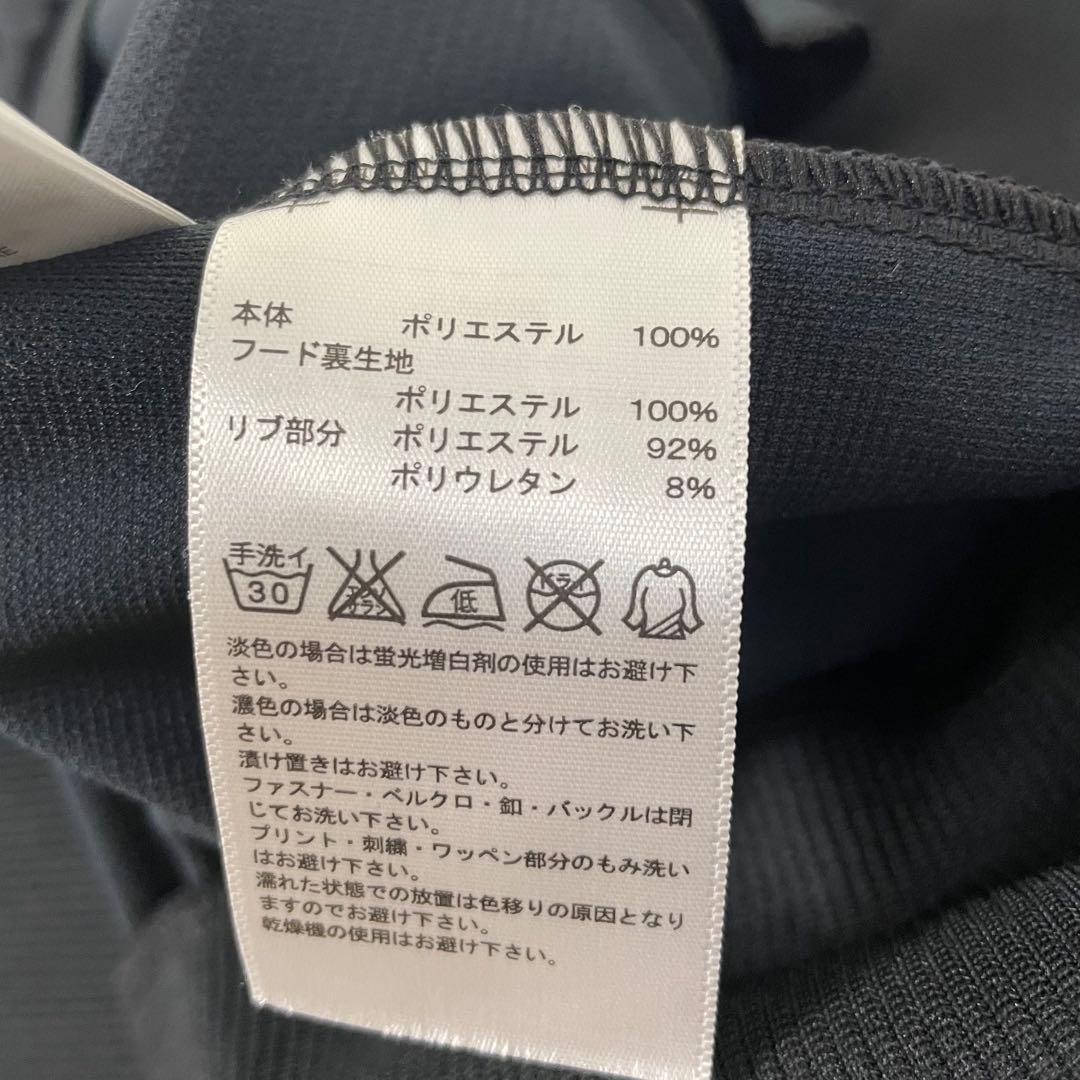 本体 ポリエステル 100%
フード裏生地
ポリエステル 100%
リブ部分 ポリエステル 92%
ポリウレタン 8%
手洗イ
30
エンソ
サラシ
低
ドライ
淡色の場合は蛍光増白剤の使用はお避け下
さい。
濃色の場合は淡色のものと分けてお洗い下
さい。
漬け置きはお避け下さい。
ファスナー・ベルクロ・釦・バックルは閉
じてお洗い下さい。
プリント・刺繍・ワッペン部分のもみ洗い
はお避け下さい。
濡れた状態での放置は色移りの原因となり
ますのでお避け下さい。
乾燥機の使用はお避け下さい。